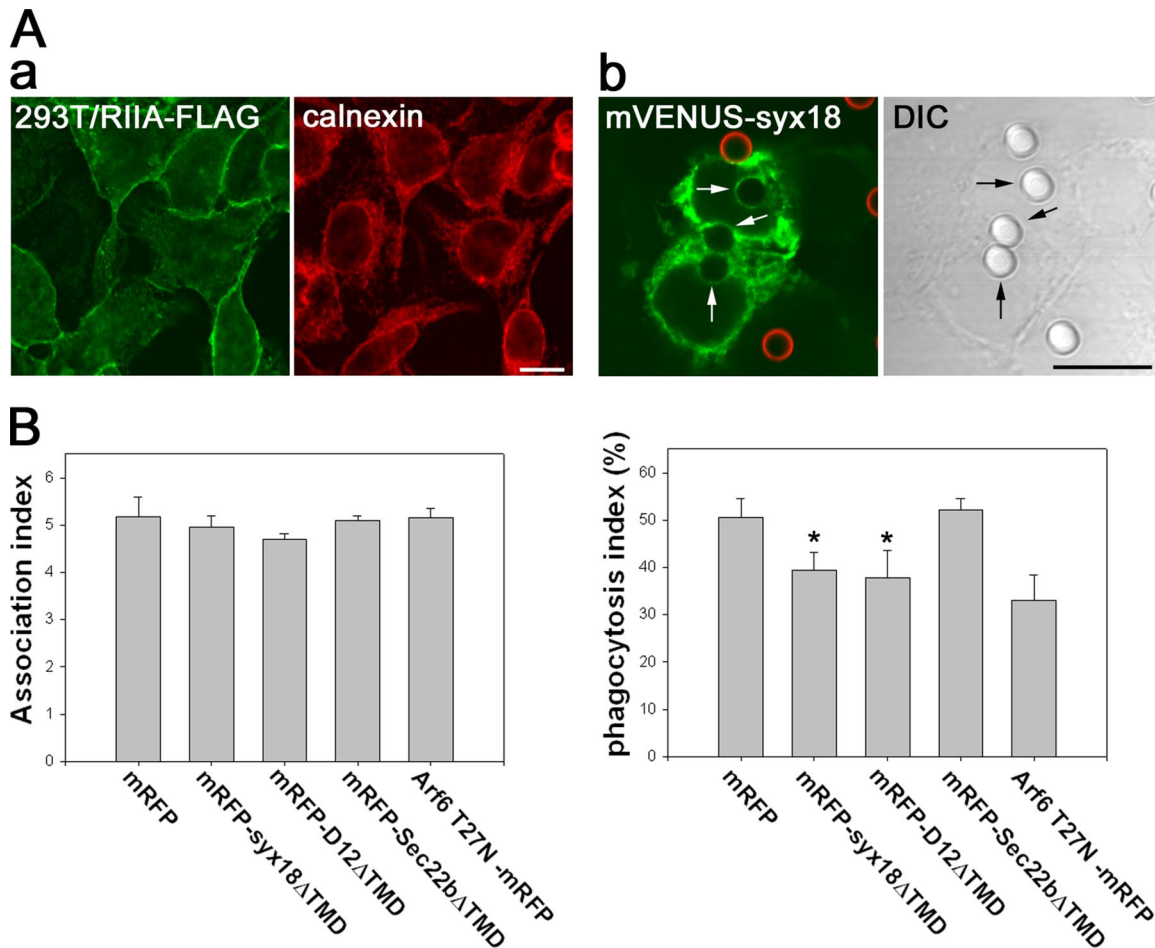 A
a
b
293T/RIIA-FLAG
calnexin
mVENUS-syx18
DIC
B
Association index
6
5
4
3
2
1
0
mRFP
mRFP-syx18ΔTMD
mRFP-D12ΔTMD
mRFP-Sec22bΔTMD
Arf6 T27N -mRFP
phagocytosis index (%)
60
50
40
30
20
10
0
*
*
mRFP
mRFP-syx18ΔTMD
mRFP-D12ΔTMD
mRFP-Sec22bΔTMD
Arf6 T27N -mRFP